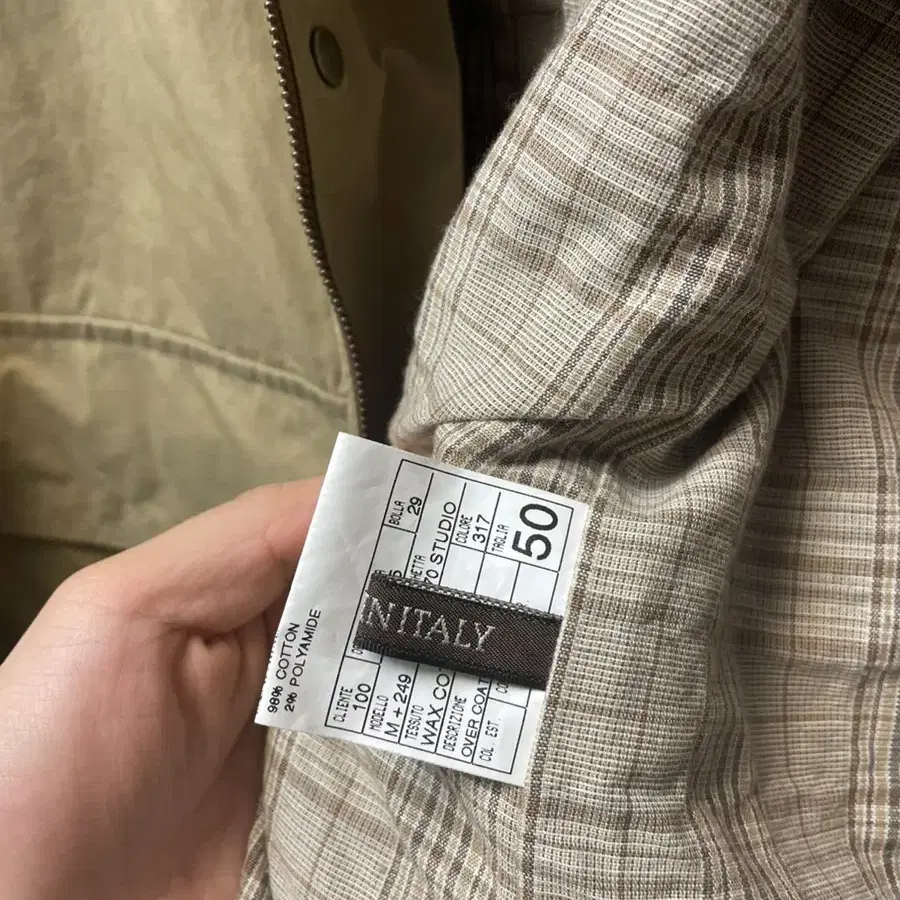 98% COTTON
2% POLYAMIDE
CLIENTE
100
BOLLA
29
MODELLO
M + 249
TESSUTO
WAX CO
70 STUDIO
DESCRIZIONE
OVER COAT
COLORE
317
COL. EST.
TAGLIA
50
N ITALY